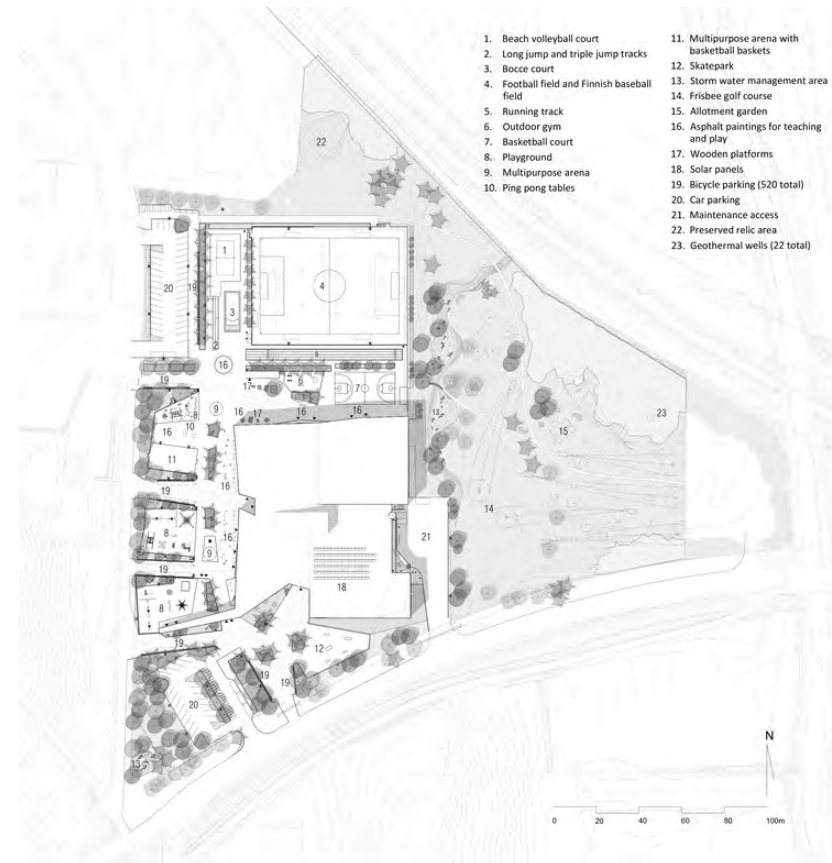 1. Beach volleyball court
2. Long jump and triple jump tracks
3. Bocce court
4. Football field and Finnish baseball
field
5. Running track
6. Outdoor gym
7. Basketball court
8. Playground
9. Multipurpose arena
10. Ping pong tables
11. Multipurpose arena with
basketball baskets
12. Skatepark
13. Storm water management area
14. Frisbee golf course
15. Allotment garden
16. Asphalt paintings for teaching
and play
17. Wooden platforms
18. Solar panels
19. Bicycle parking (520 total)
20. Car parking
21. Maintenance access
22. Preserved relic area
23. Geothermal wells (22 total)
22
1
20
19
4
3
2
16
5
19
17
6
7
8
9
16
17
16
16
13
10
16
11
23
15
19
16
14
21
8
16
9
19
18
8
19
12
19
19
20
13
N
0 20 40 60 80 100m